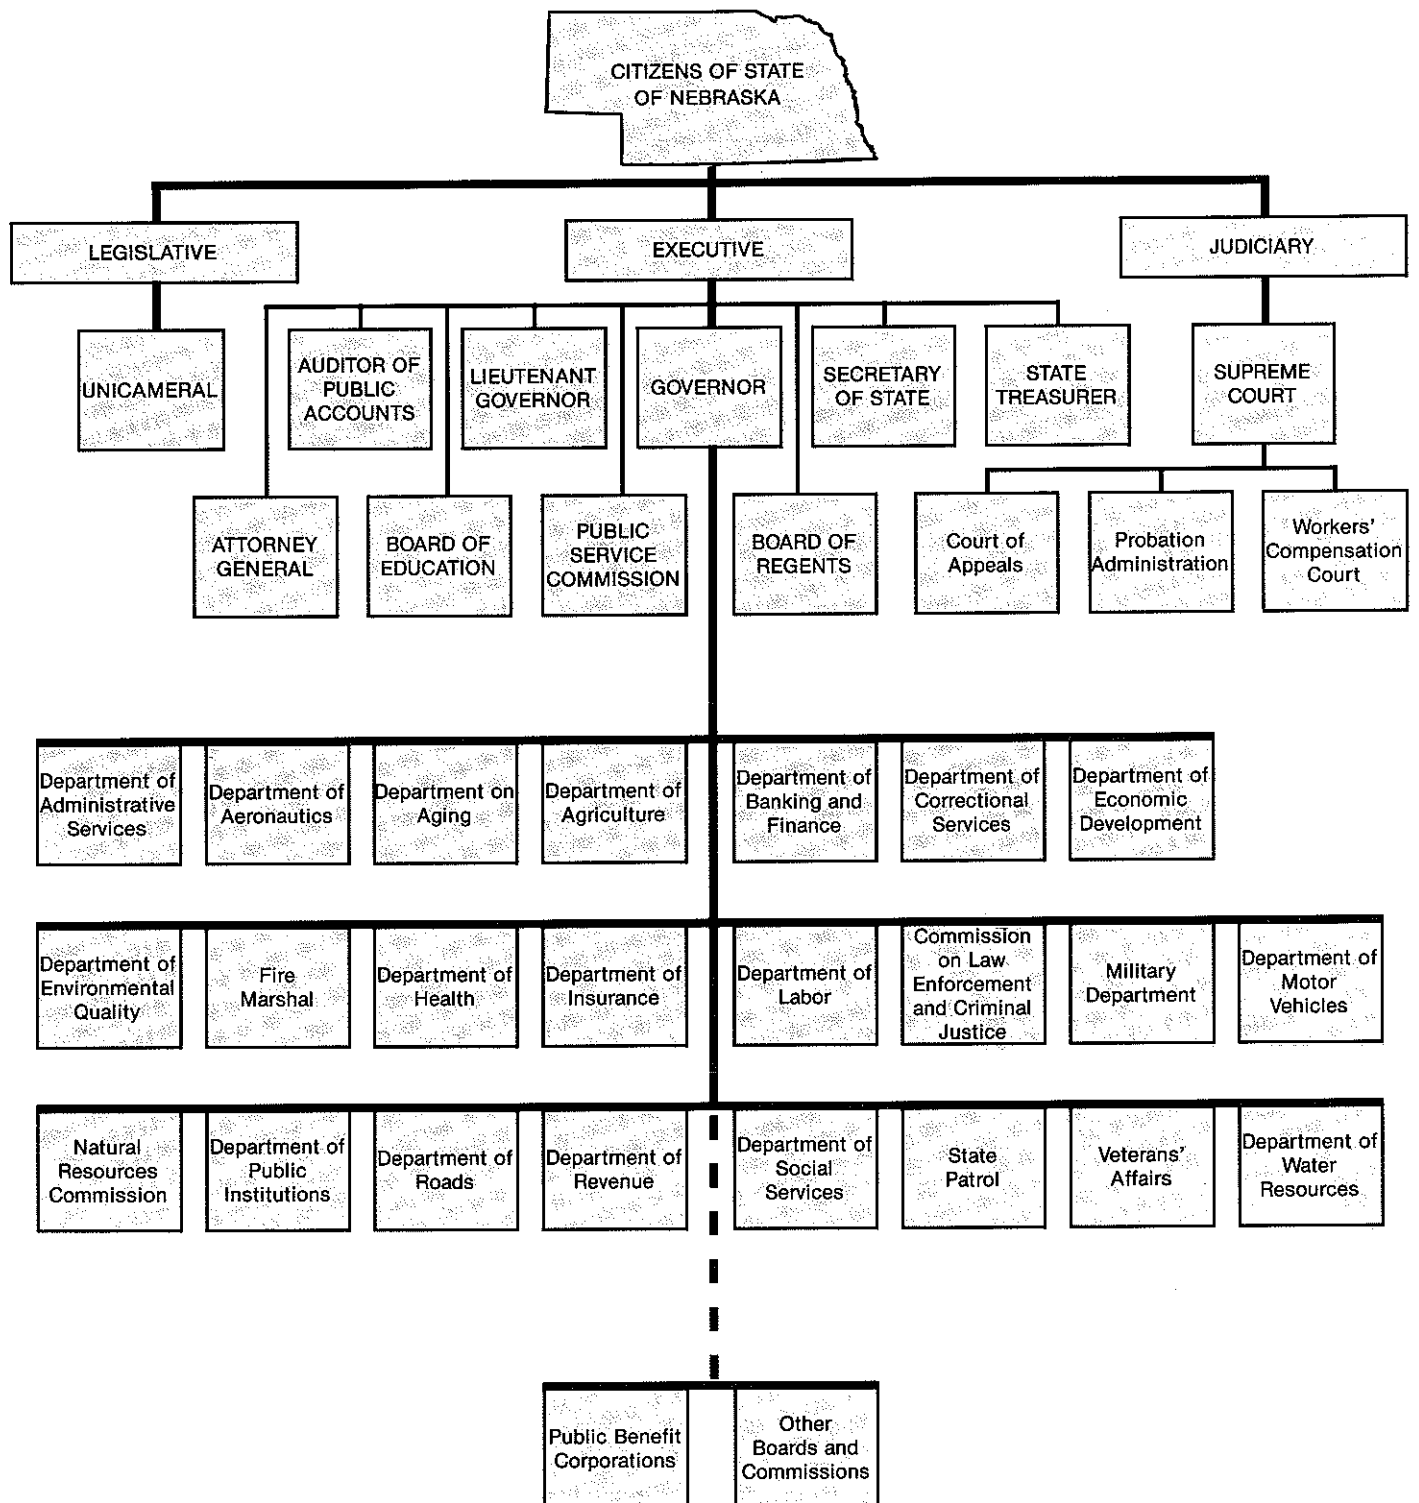 CITIZENS OF STATE
OF NEBRASKA
LEGISLATIVE
EXECUTIVE
JUDICIARY
UNICAMERAL
AUDITOR OF
PUBLIC
ACCOUNTS
LIEUTENANT
GOVERNOR
GOVERNOR
SECRETARY
OF STATE
STATE
TREASURER
SUPREME
COURT
ATTORNEY
GENERAL
BOARD OF
EDUCATION
PUBLIC
SERVICE
COMMISSION
BOARD OF
REGENTS
Court of
Appeals
Probation
Administration
Workers'
Compensation
Court
Department of
Administrative
Services
Department of
Aeronautics
Department on
Aging
Department of
Agriculture
Department of
Banking and
Finance
Department of
Correctional
Services
Department of
Economic
Development
Department of
Environmental
Quality
Fire
Marshal
Department of
Health
Department of
Insurance
Department of
Labor
Commission
on Law
Enforcement
and Criminal
Justice
Military
Department
Department of
Motor
Vehicles
Natural
Resources
Commission
Department of
Public
Institutions
Department of
Roads
Department of
Revenue
Department of
Social
Services
State
Patrol
Veterans'
Affairs
Department of
Water
Resources
Public Benefit
Corporations
Other
Boards and
Commissions